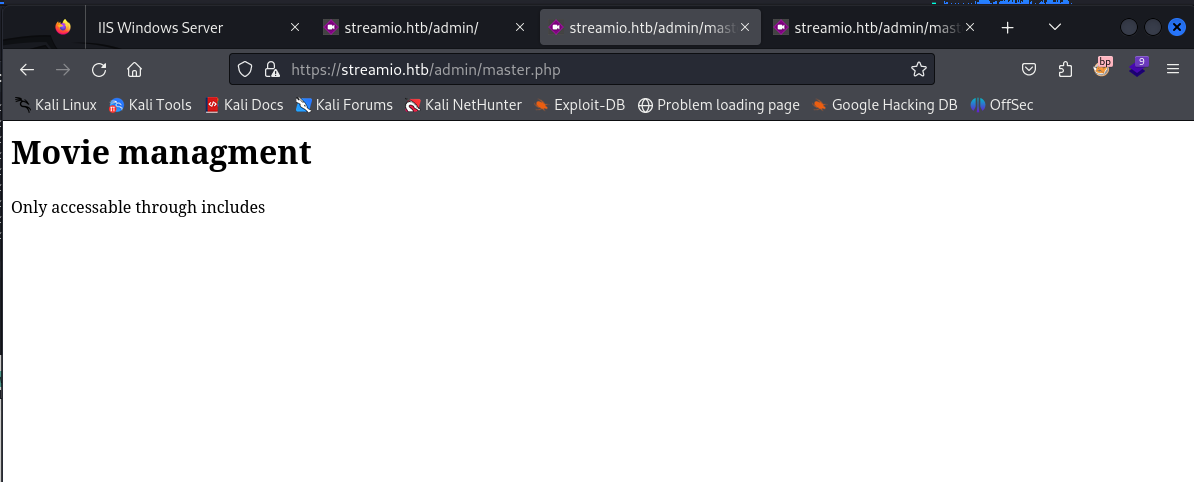 IIS Windows Server
streamio.htb/admin/
streamio.htb/admin/mast
streamio.htb/admin/mast
https://streamio.htb/admin/master.php
bp
9
Kali Linux Kali Tools Kali Docs Kali Forums Kali NetHunter Exploit-DB Problem loading page Google Hacking DB OffSec
Movie managment
Only accessable through includes